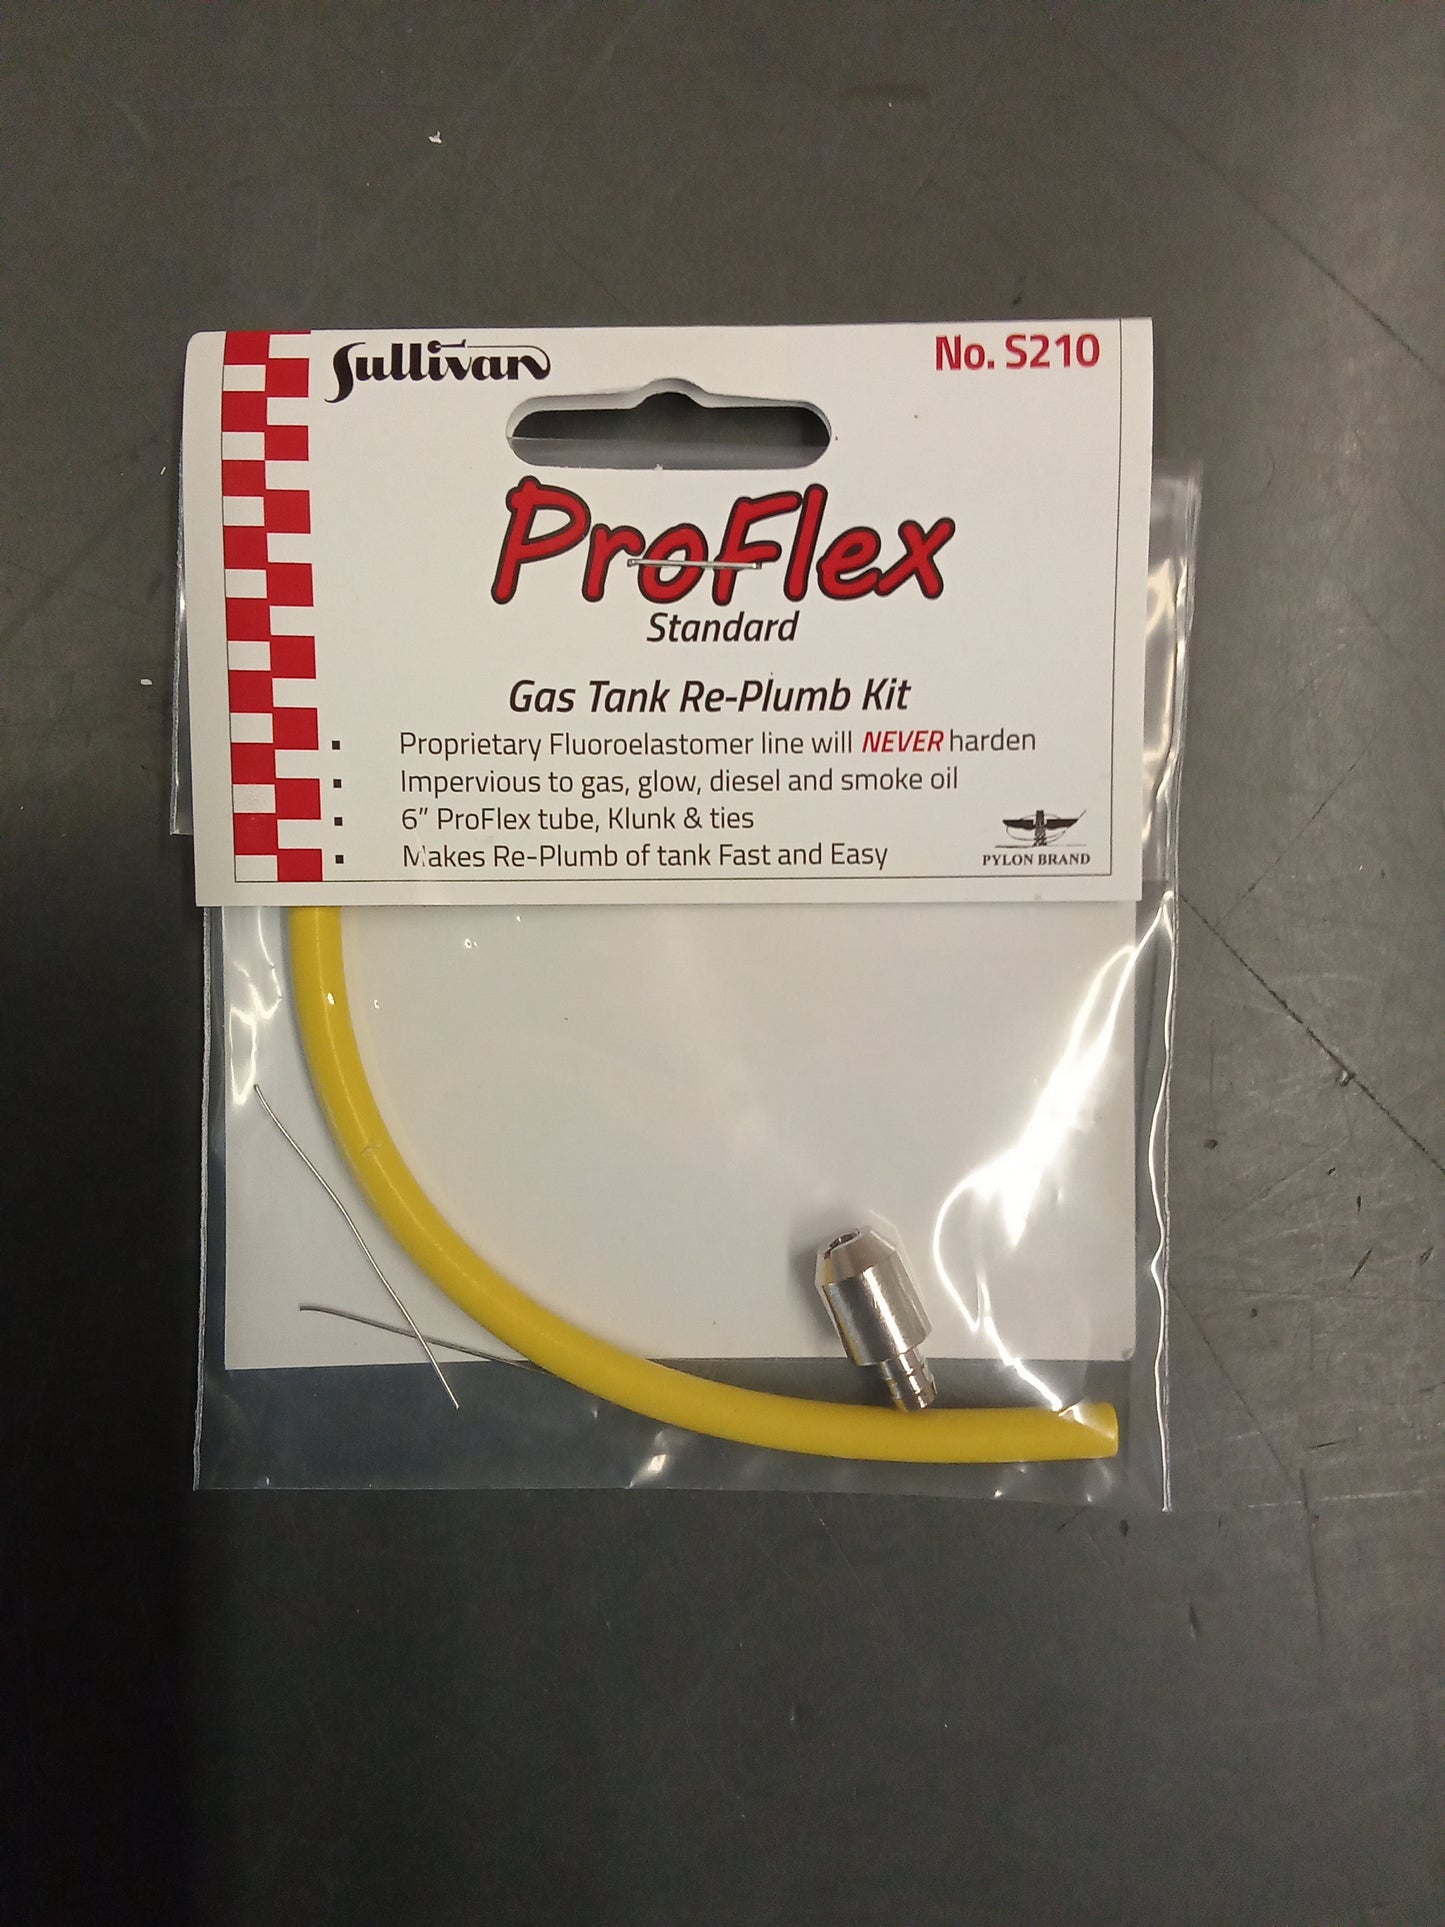 Sullivan
No. S210
ProFlex
Standard
Gas Tank Re-Plumb Kit
▪ Proprietary Fluoroelastomer line will NEVER harden
▪ Impervious to gas, glow, diesel and smoke oil
▪ 6” ProFlex tube, Klunk & ties
▪ Makes Re-Plumb of tank Fast and Easy
PYLON BRAND